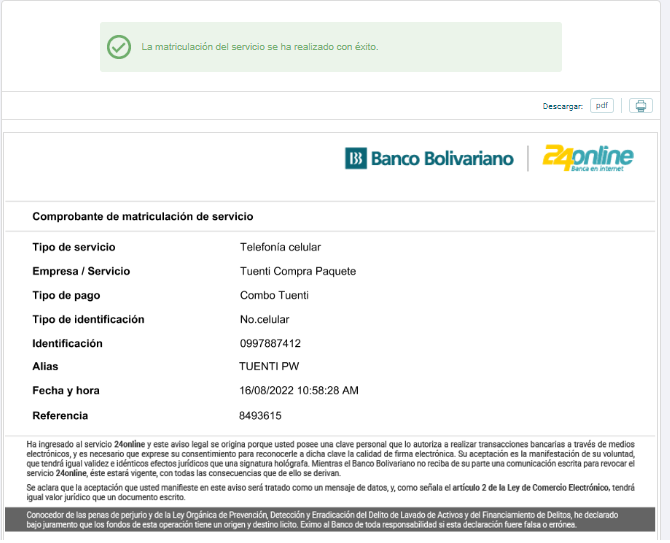 La matriculación del servicio se ha realizado con éxito.
Descargar: pdf
Banco Bolivariano 24online
Banca en internet
Comprobante de matriculación de servicio
Tipo de servicio Telefonía celular
Empresa / Servicio Tuenti Compra Paquete
Tipo de pago Combo Tuenti
Tipo de identificación No.celular
Identificación 0997887412
Alias TUENTI PW
Fecha y hora 16/08/2022 10:58:28 AM
Referencia 8493615
Ha ingresado al servicio 24online y este aviso legal se origina porque usted posee una clave personal que lo autoriza a realizar transacciones bancarias a través de medios
electrónicos, y es necesario que exprese su consentimiento para reconocerle a dicha clave la calidad de firma electrónica. Su aceptación es la manifestación de su voluntad,
que tendrá igual validez e idénticos efectos jurídicos que una signatura hológrafa. Mientras el Banco Bolivariano no reciba de su parte una comunicación escrita para revocar el
servicio 24online, éste estará vigente, con todas las consecuencias que de ello se derivan.
Se aclara que la aceptación que usted manifieste en este aviso será tratado como un mensaje de datos, y, como señala el artículo 2 de la Ley de Comercio Electrónico, tendrá
igual valor jurídico que un documento escrito.
Conocedor de las penas de perjurio y de la Ley Orgánica de Prevención, Detección y Erradicación del Delito de Lavado de Activos y del Financiamiento de Delitos, he declarado
bajo juramento que los fondos de esta operación tiene un origen y destino lícito. Eximo al Banco de toda responsabilidad si esta declaración fuere falsa o errónea.